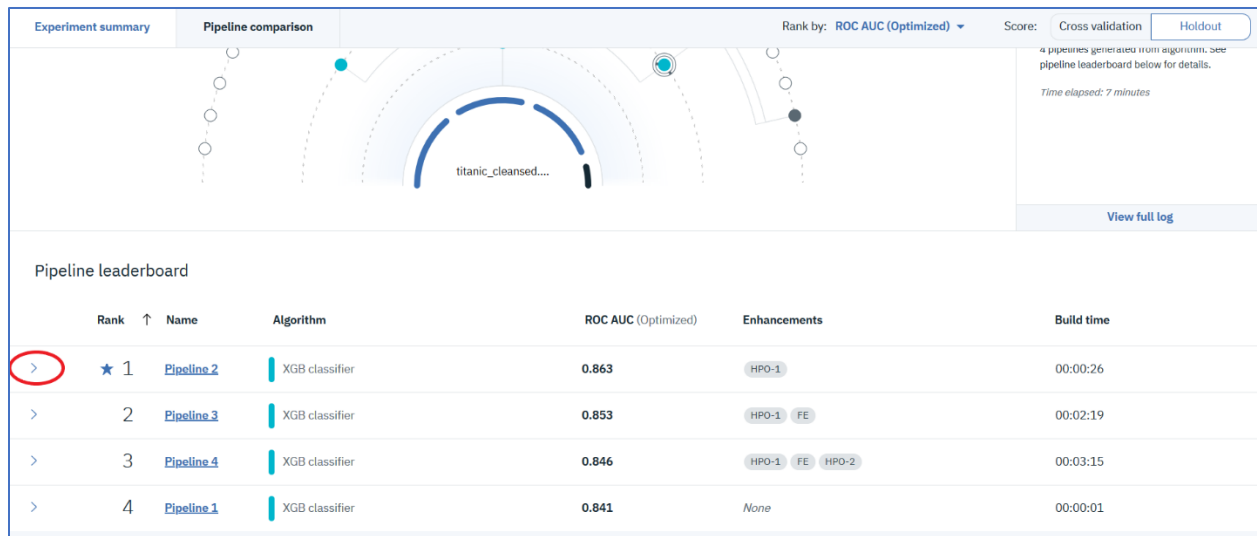 Experiment summary Pipeline comparison Rank by: ROC AUC (Optimized) Score: Cross validation Holdout
4 pipelines generated from algorithm. See
pipeline leaderboard below for details.
Time elapsed: 7 minutes
titanic_cleansed....
View full log
Pipeline leaderboard
Rank ↑ Name Algorithm ROC AUC (Optimized) Enhancements Build time
★ 1 Pipeline 2 XGB classifier 0.863 HPO-1 00:00:26
2 Pipeline 3 XGB classifier 0.853 HPO-1 FE 00:02:19
3 Pipeline 4 XGB classifier 0.846 HPO-1 FE HPO-2 00:03:15
4 Pipeline 1 XGB classifier 0.841 None 00:00:01